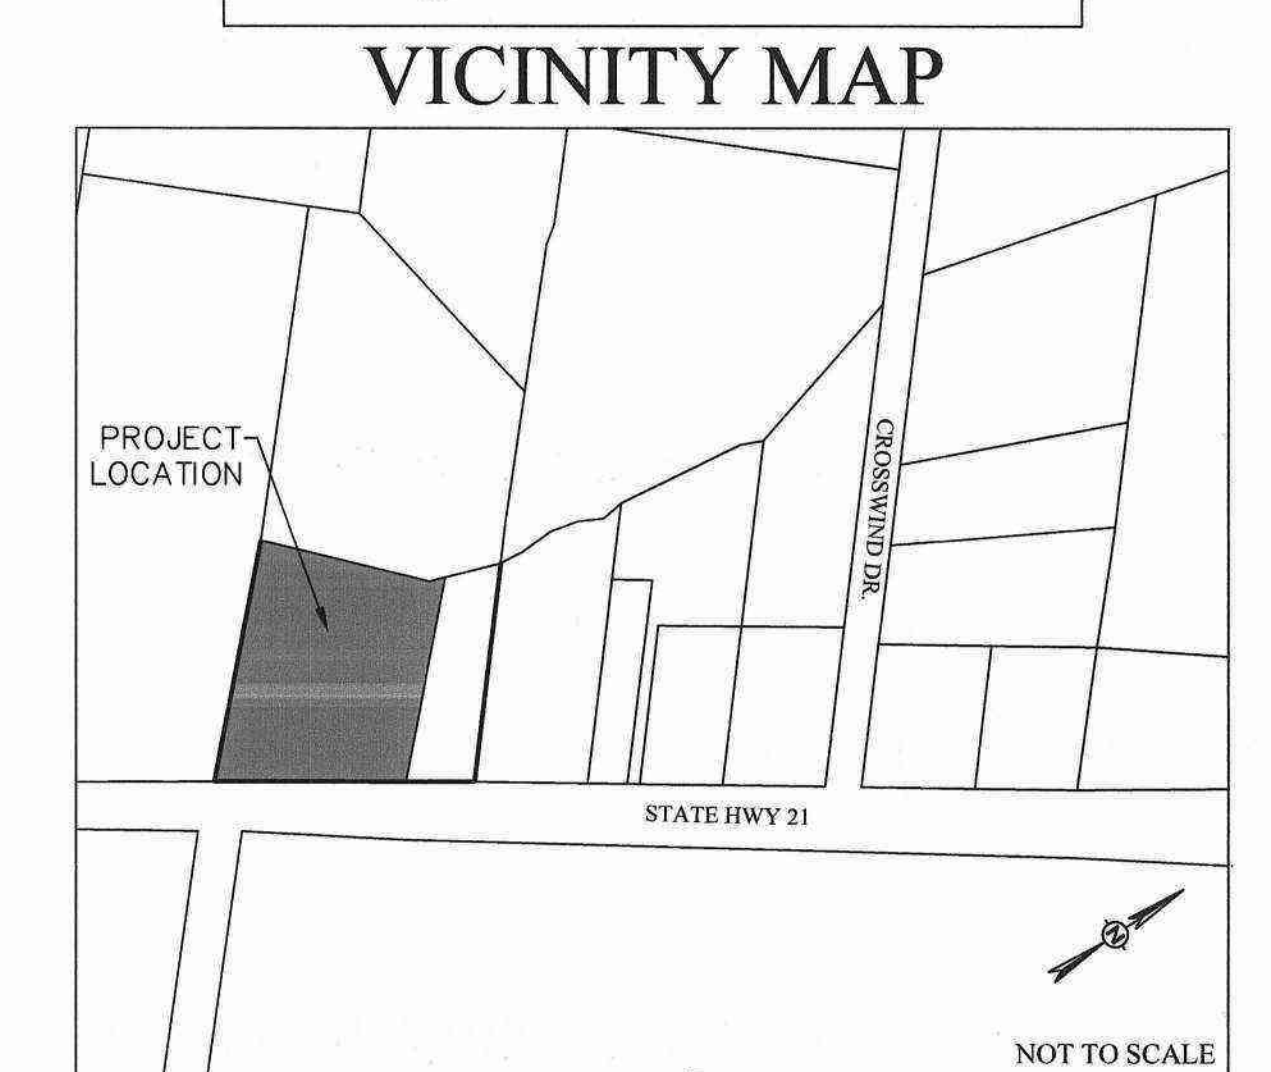 VICINITY MAP
PROJECT
LOCATION
CROSSWIND DR.
STATE HWY 21
N
NOT TO SCALE